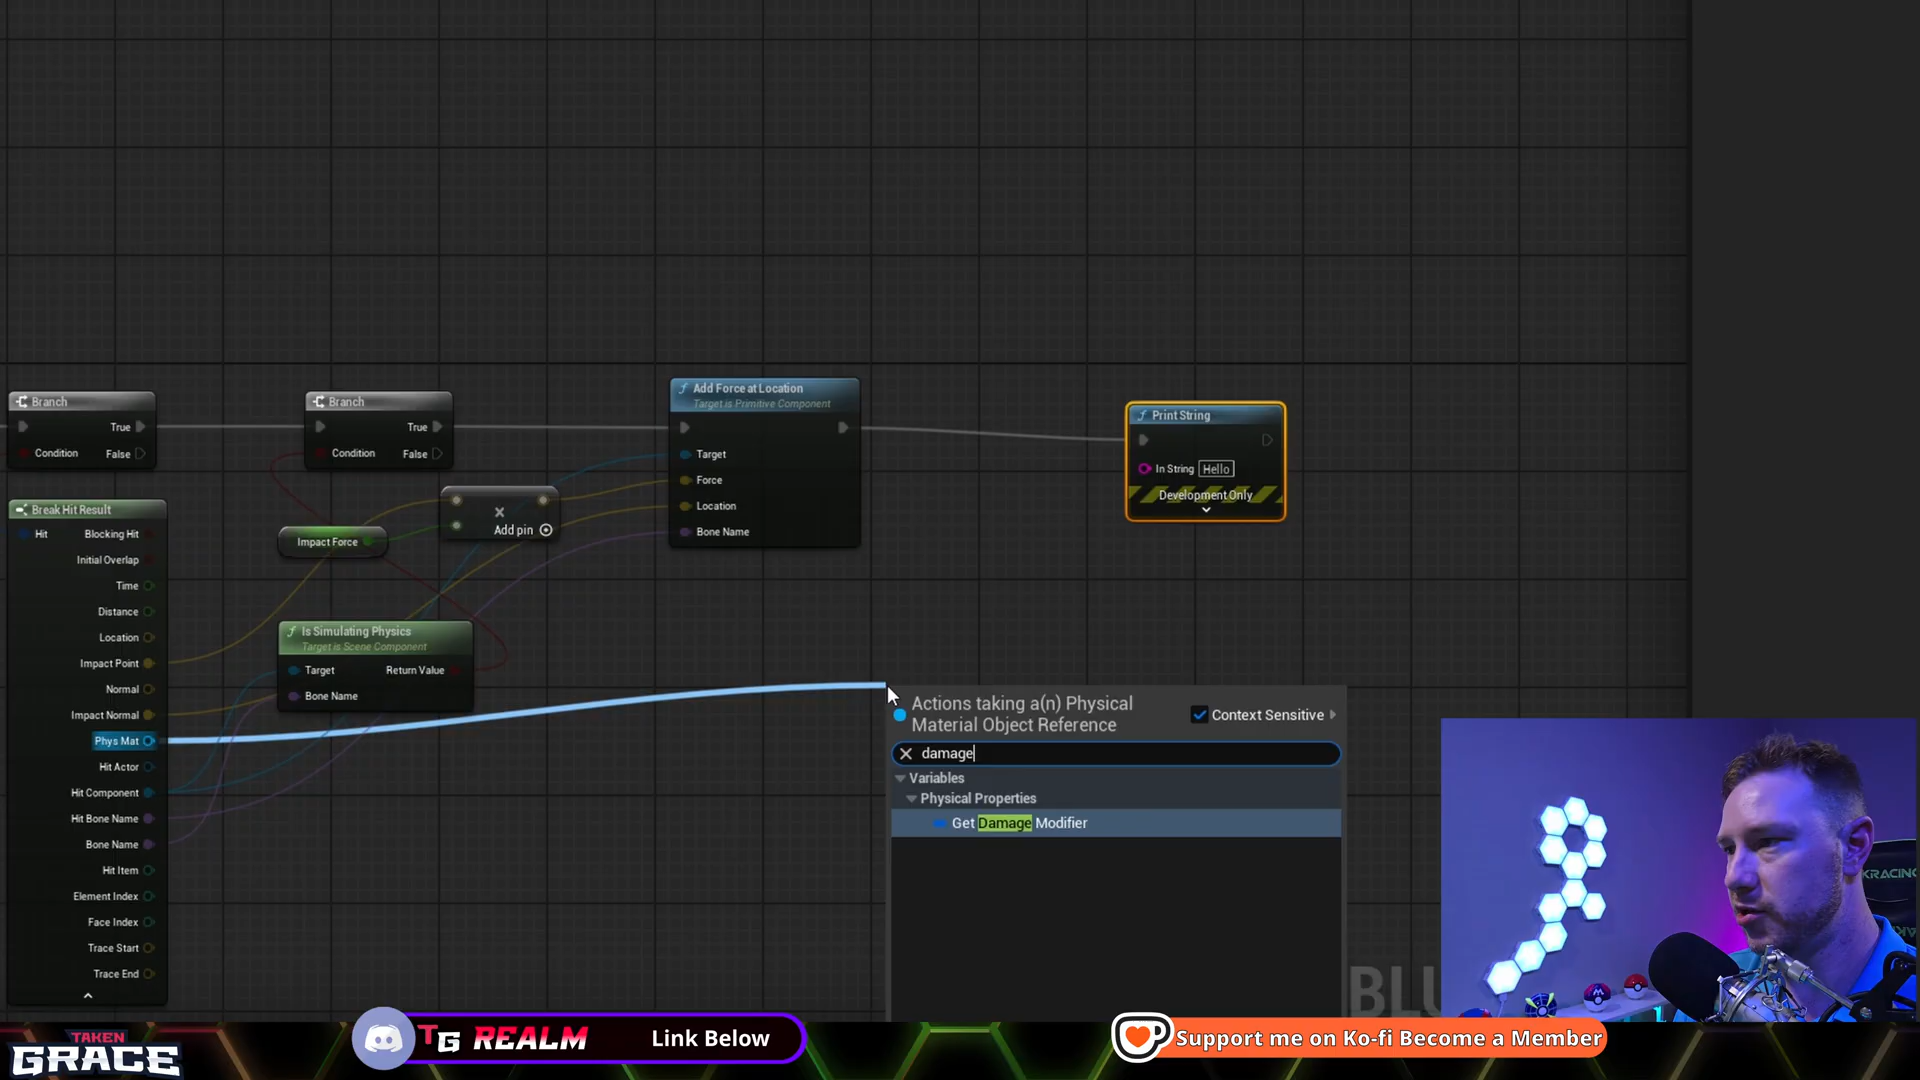 Branch
True
Condition
False
Branch
True
Condition
False
Add Force at Location
Target is Primitive Component
Target
Force
Location
Bone Name
Print String
In String Hello
Development Only
Break Hit Result
Hit
Blocking Hit
Initial Overlap
Time
Distance
Location
Impact Point
Normal
Impact Normal
Phys Mat
Hit Actor
Hit Component
Hit Bone Name
Bone Name
Hit Item
Element Index
Face Index
Trace Start
Trace End
Impact Force
Add pin
Is Simulating Physics
Target is Scene Component
Target
Return Value
Bone Name
Actions taking a(n) Physical
Material Object Reference
Context Sensitive
damage
Variables
Physical Properties
Get Damage Modifier
TAKEN
GRACE
TG REALM
Link Below
Support me on Ko-fi Become a Member